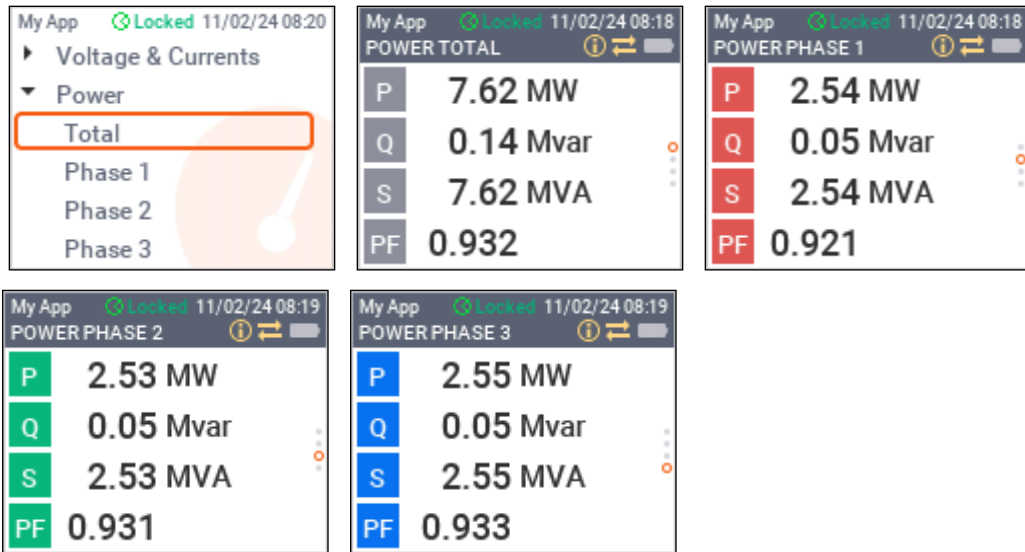 My App Locked 11/02/24 08:20
Voltage & Currents
Power
Total
Phase 1
Phase 2
Phase 3
My App Locked 11/02/24 08:18
POWER TOTAL
P 7.62 MW
Q 0.14 Mvar
S 7.62 MVA
PF 0.932
My App Locked 11/02/24 08:18
POWER PHASE 1
P 2.54 MW
Q 0.05 Mvar
S 2.54 MVA
PF 0.921
My App Locked 11/02/24 08:19
POWER PHASE 2
P 2.53 MW
Q 0.05 Mvar
S 2.53 MVA
PF 0.931
My App Locked 11/02/24 08:19
POWER PHASE 3
P 2.55 MW
Q 0.05 Mvar
S 2.55 MVA
PF 0.933